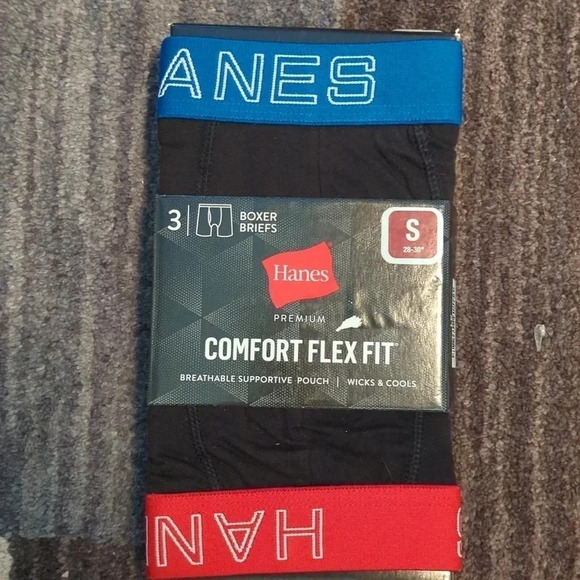 ANES
3 | BOXER
BRIEFS
S
28-30"
Hanes
PREMIUM
COMFORT FLEX FIT
BREATHABLE SUPPORTIVE POUCH | WICKS & COOLS
HAN
S